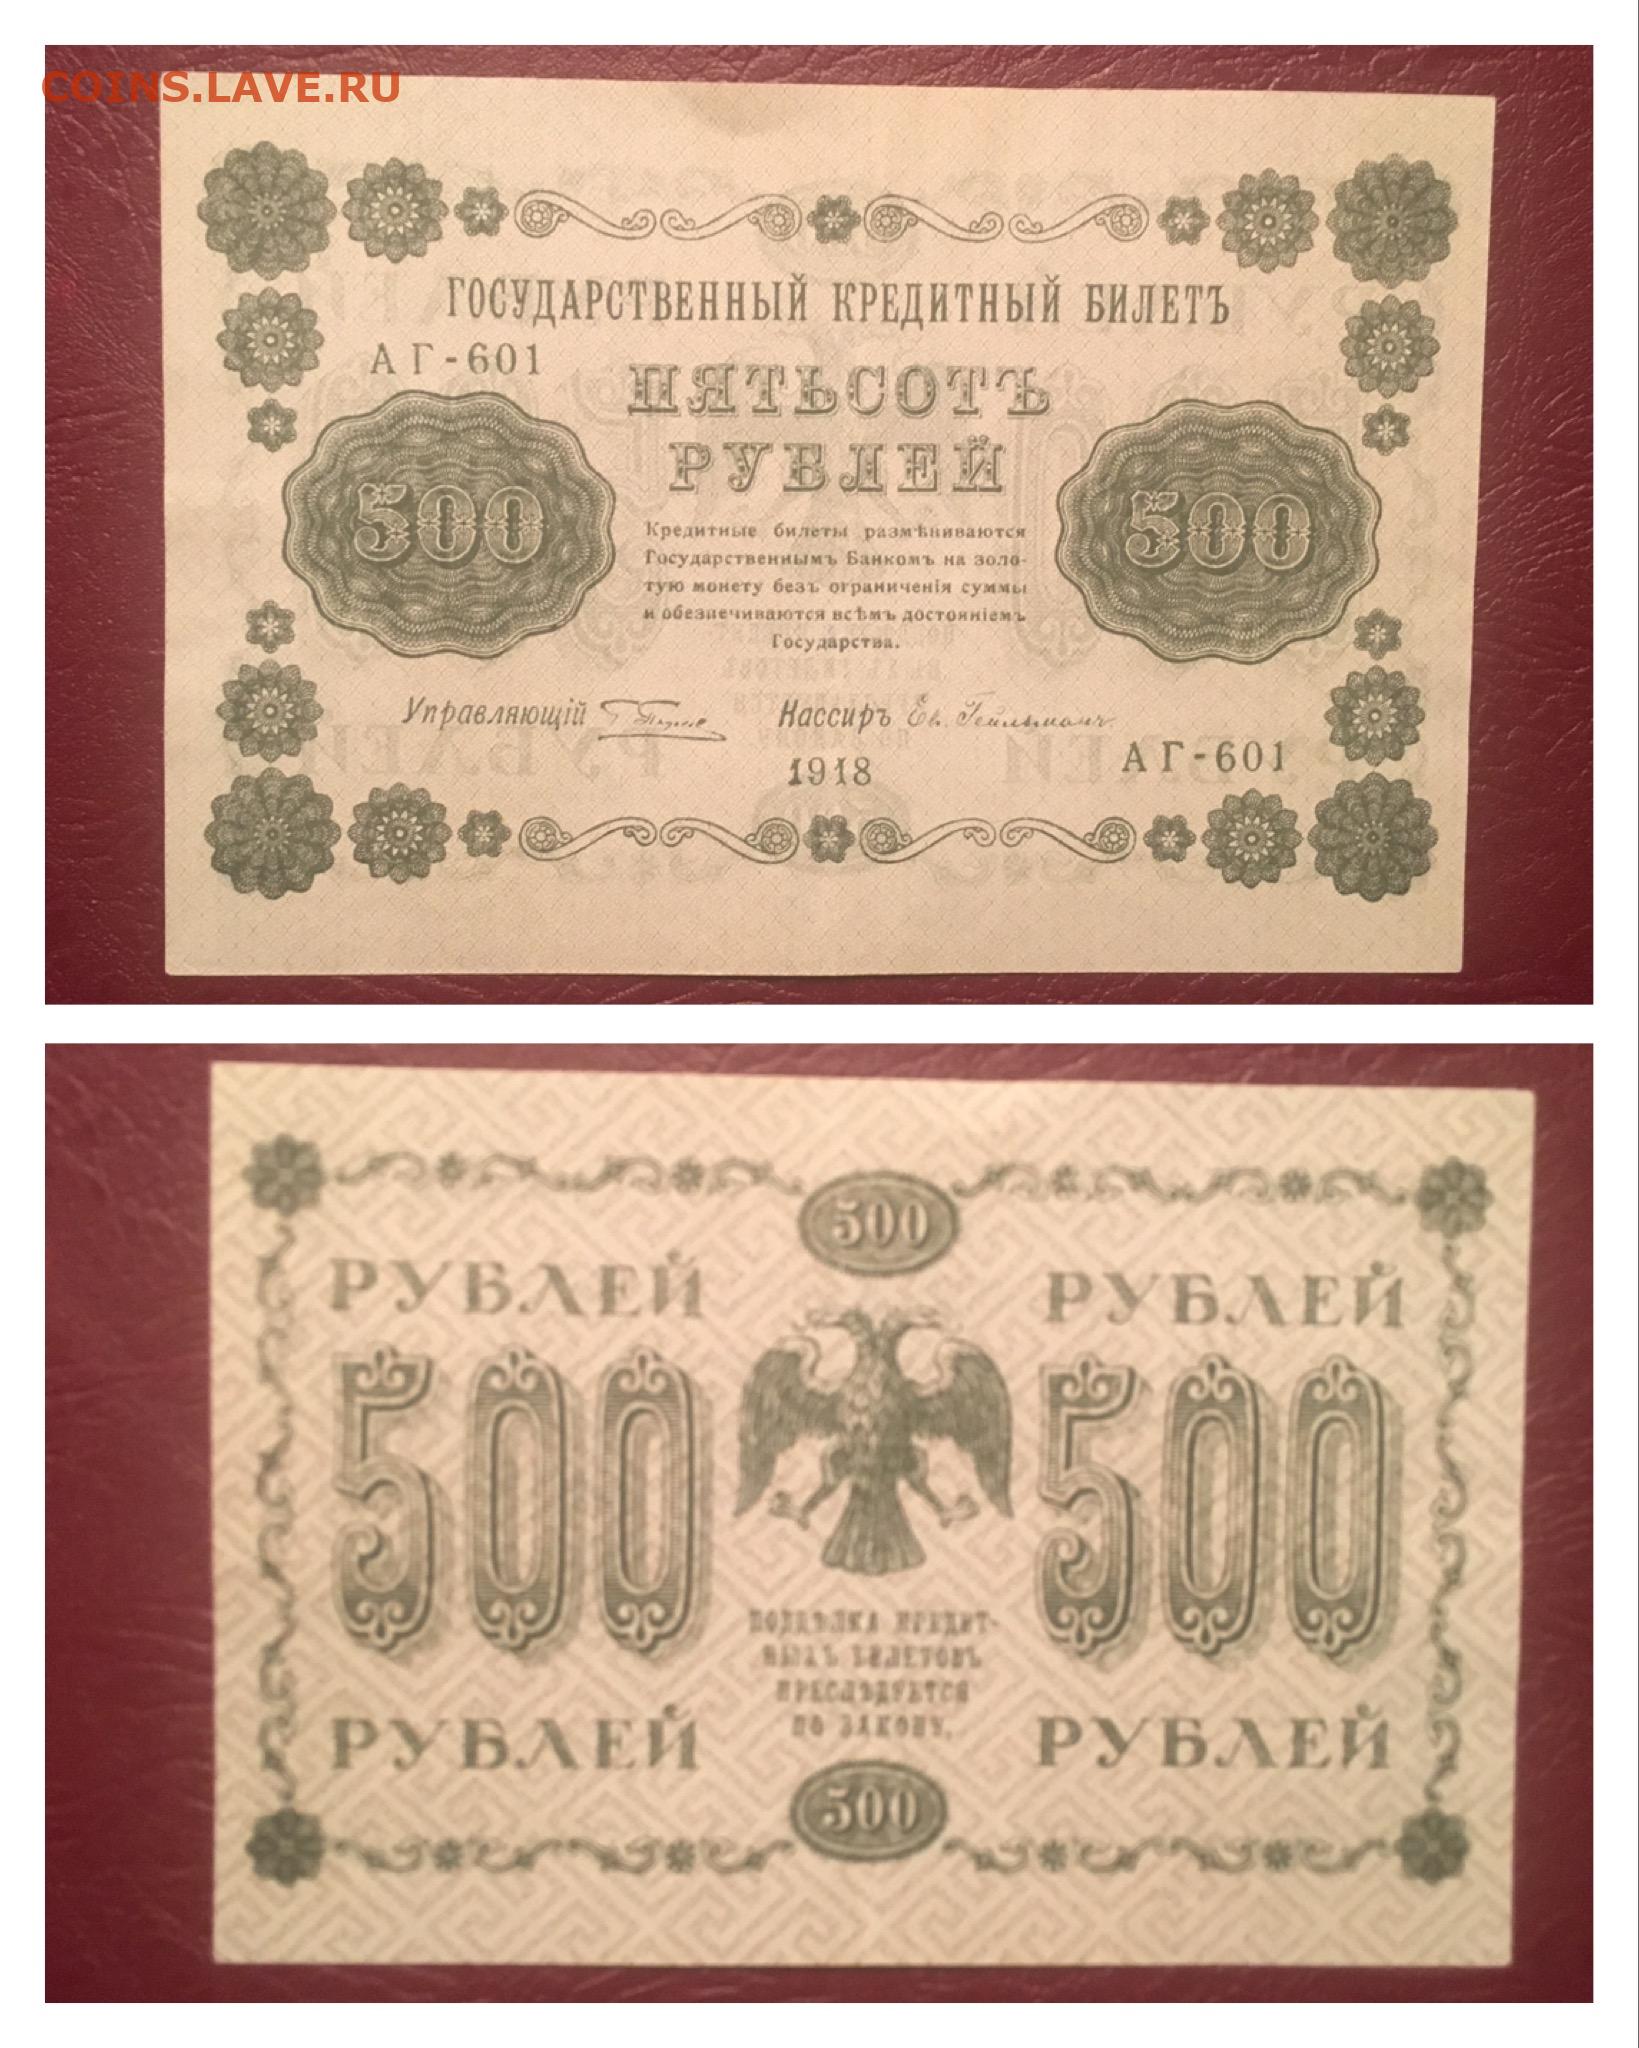 COINS.LAVE.RU
ГОСУДАРСТВЕННЫЙ КРЕДИТНЫЙ БИЛЕТЪ
АГ-601
ПЯТЬСОТЪ
РУБЛЕЙ
500
500
Кредитные билеты размѣниваются
Государственнымъ Банкомъ на золо-
тую монету безъ ограниченія суммы
и обезпечиваются всѣмъ достояніемъ
Государства.
Управляющій
Кассиръ Ев. Гейльманъ
1918
АГ-601
500
РУБЛЕЙ
РУБЛЕЙ
500
500
ПОДДѢЛКА КРЕДИТ-
НЫХЪ БИЛЕТОВЪ
ПРЕСЛѢДУЕТСЯ
ПО ЗАКОНУ.
РУБЛЕЙ
РУБЛЕЙ
500